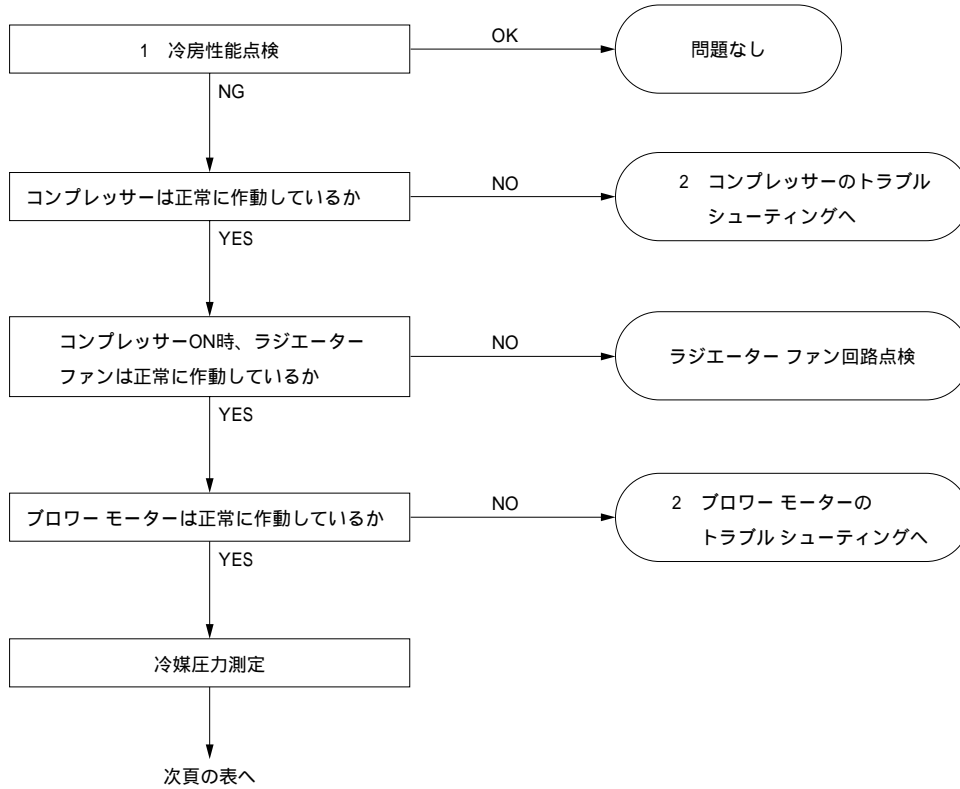 1 冷房性能点検
OK
問題なし
NG
コンプレッサーは正常に作動しているか
NO
2 コンプレッサーのトラブル
シューティングへ
YES
コンプレッサーON時、ラジエーター
ファンは正常に作動しているか
NO
ラジエーター ファン回路点検
YES
ブロワー モーターは正常に作動しているか
NO
2 ブロワー モーターの
トラブル シューティングへ
YES
冷媒圧力測定
次頁の表へ